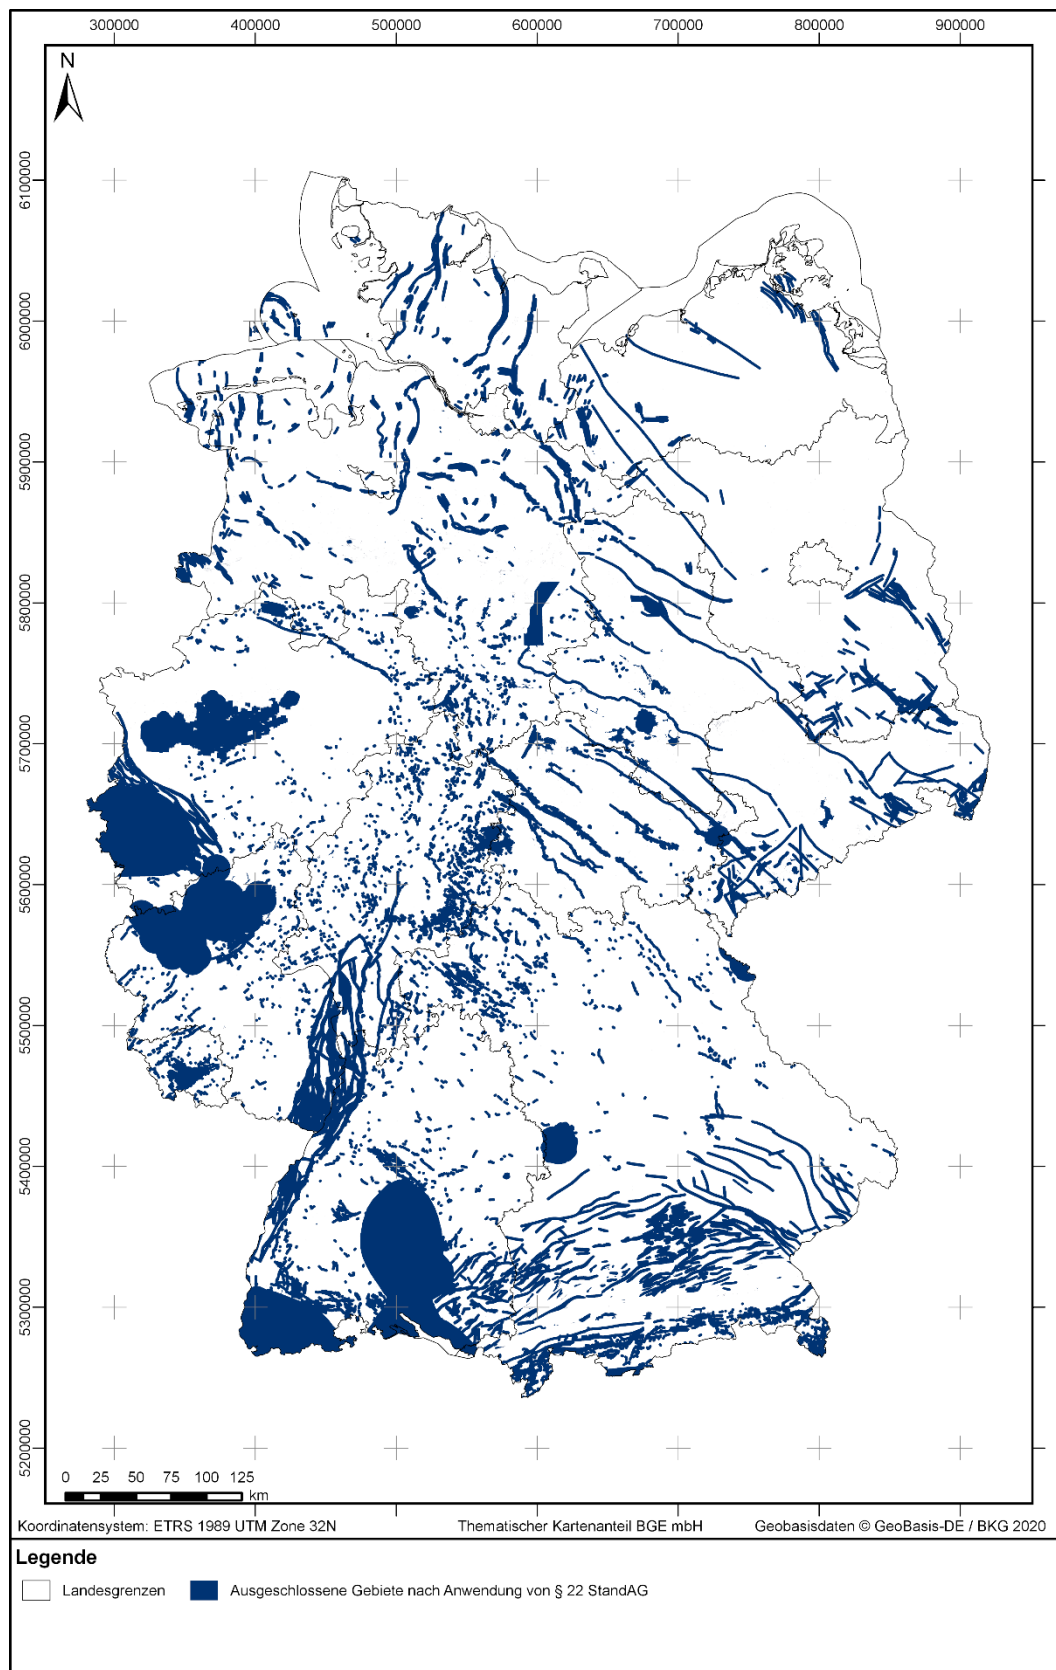 300000 400000 500000 600000 700000 800000 900000
N
6100000
6000000
5900000
5800000
5700000
5600000
5500000
5400000
5300000
5200000
0 25 50 75 100 125
km
Koordinatensystem: ETRS 1989 UTM Zone 32N Thematischer Kartenanteil BGE mbH Geobasisdaten © GeoBasis-DE / BKG 2020
Legende
Landesgrenzen Ausgeschlossene Gebiete nach Anwendung von § 22 StandAG